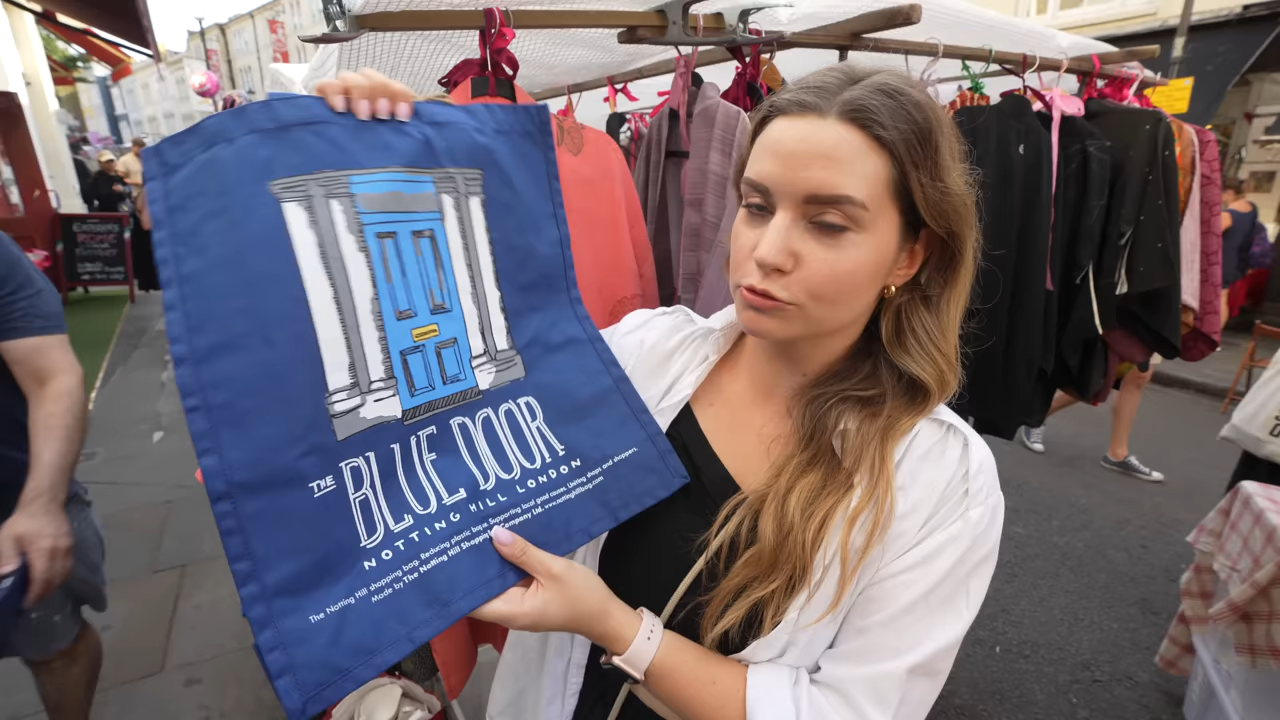 THE
BLUE DOOR
NOTTING HILL LONDON
The Notting Hill shopping bag. Reducing plastic bag use. Supporting local good causes. Uniting shops and shoppers.
Made by The Notting Hill Shopping Company Ltd. www.nottinghillbag.com